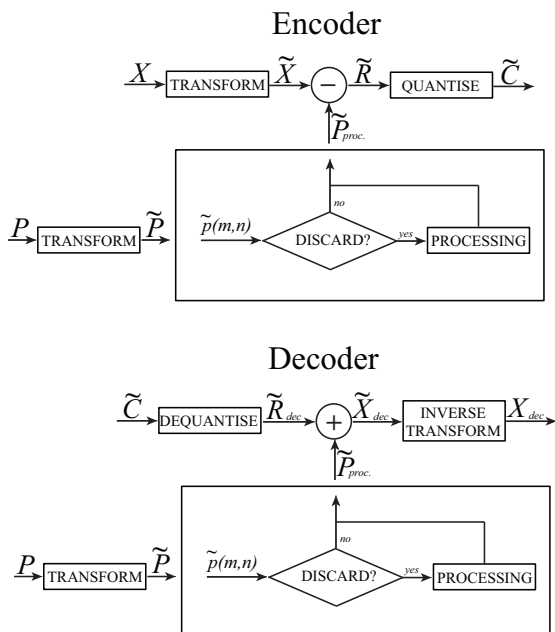 Encoder
X TRANSFORM X̃ − R̃ QUANTISE C̃
P̃proc.
P TRANSFORM P̃ p̃(m,n) DISCARD? yes PROCESSING
no
Decoder
C̃ DEQUANTISE R̃dec + X̃dec INVERSE TRANSFORM Xdec
P̃proc.
P TRANSFORM P̃ p̃(m,n) DISCARD? yes PROCESSING
no